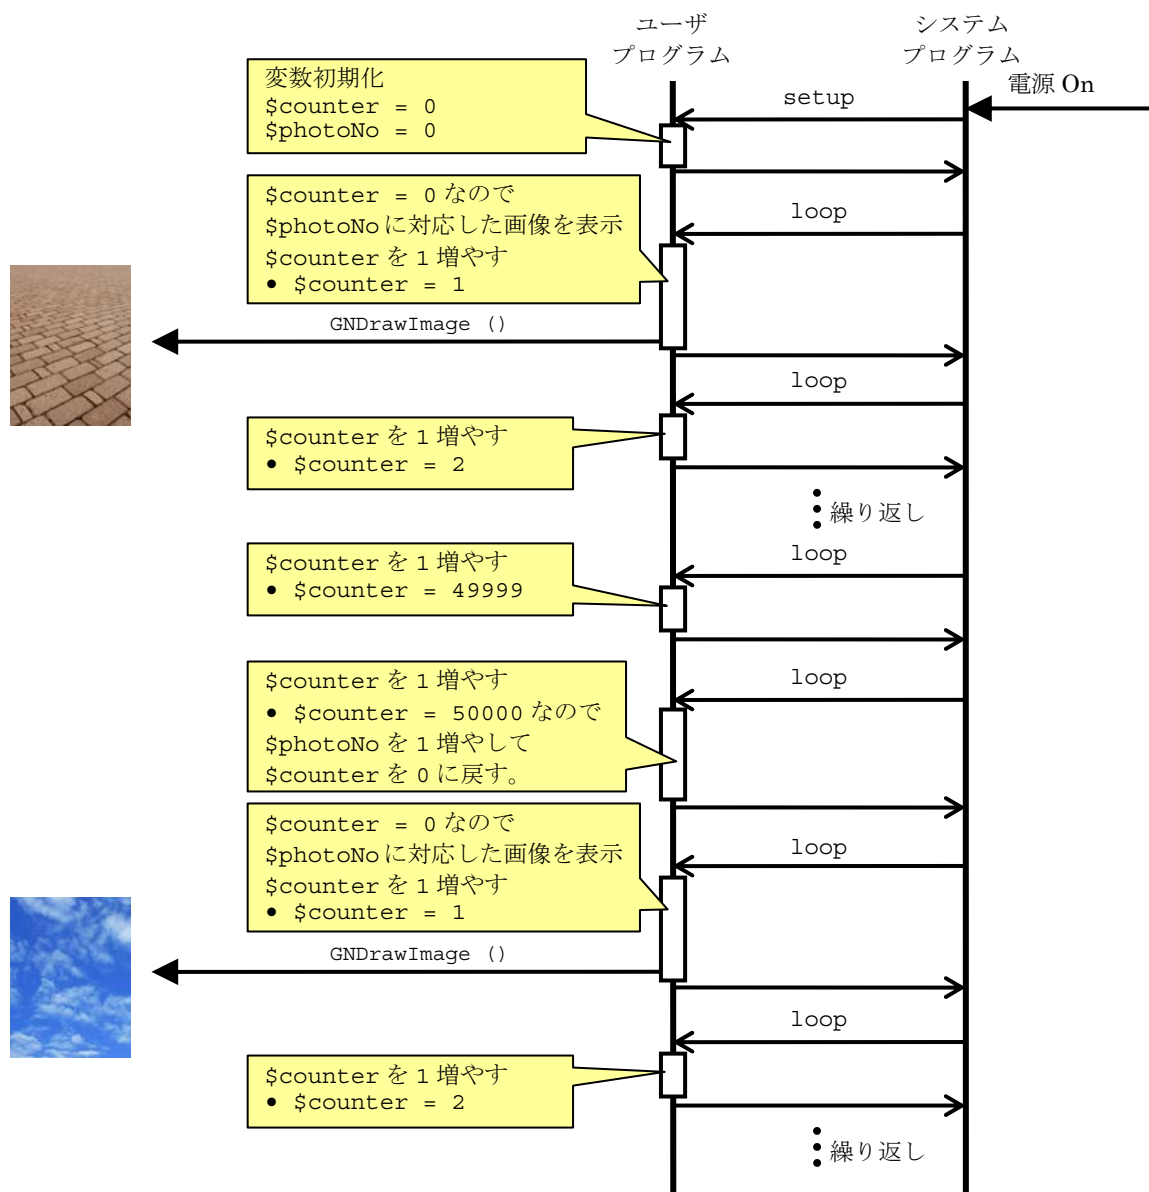 ユーザ
プログラム
システム
プログラム
電源 On
変数初期化
$counter = 0
$photoNo = 0
setup
$counter = 0 なので
$photoNo に対応した画像を表示
$counter を 1 増やす
• $counter = 1
loop
GNDrawImage ()
loop
$counter を 1 増やす
• $counter = 2
繰り返し
loop
$counter を 1 増やす
• $counter = 49999
loop
$counter を 1 増やす
• $counter = 50000 なので
$photoNo を 1 増やして
$counter を 0 に戻す。
$counter = 0 なので
$photoNo に対応した画像を表示
$counter を 1 増やす
• $counter = 1
loop
GNDrawImage ()
loop
$counter を 1 増やす
• $counter = 2
繰り返し